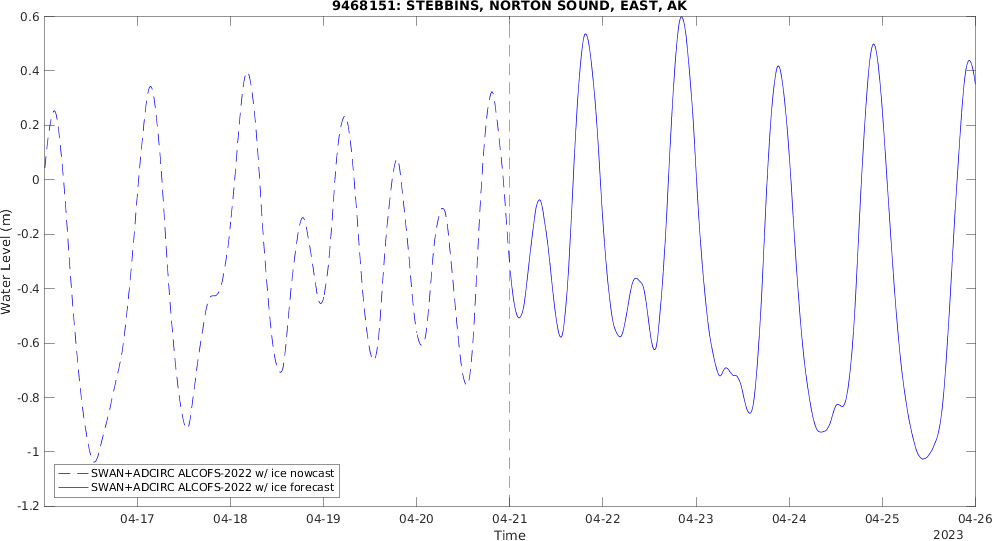 9468151: STEBBINS, NORTON SOUND, EAST, AK
0.6
0.4
0.2
0
-0.2
-0.4
-0.6
-0.8
-1
-1.2
Water Level (m)
SWAN+ADCIRC ALCOFS-2022 w/ ice nowcast
SWAN+ADCIRC ALCOFS-2022 w/ ice forecast
04-17 04-18 04-19 04-20 04-21 04-22 04-23 04-24 04-25 04-26
Time
2023